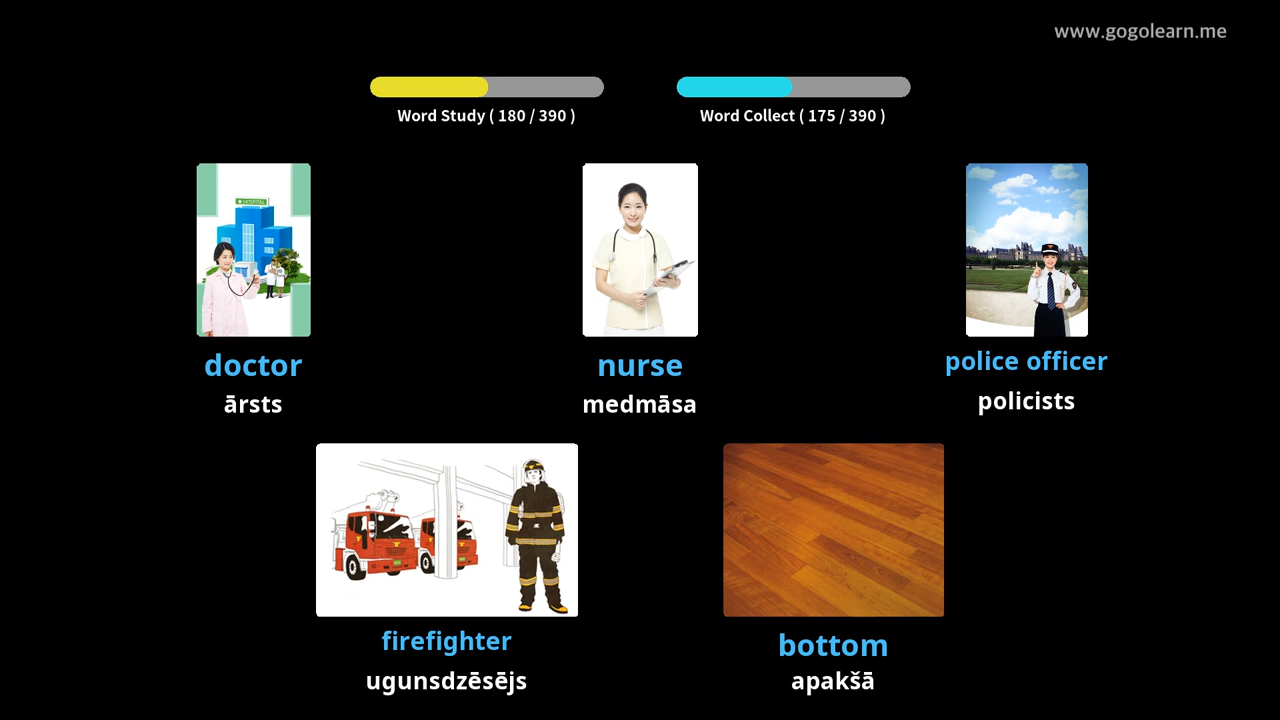 www.gogolearn.me
Word Study ( 180 / 390 )
Word Collect ( 175 / 390 )
HOSPITAL
doctor
ārsts
nurse
medmāsa
police officer
policists
firefighter
ugunsdzēsējs
bottom
apakšā